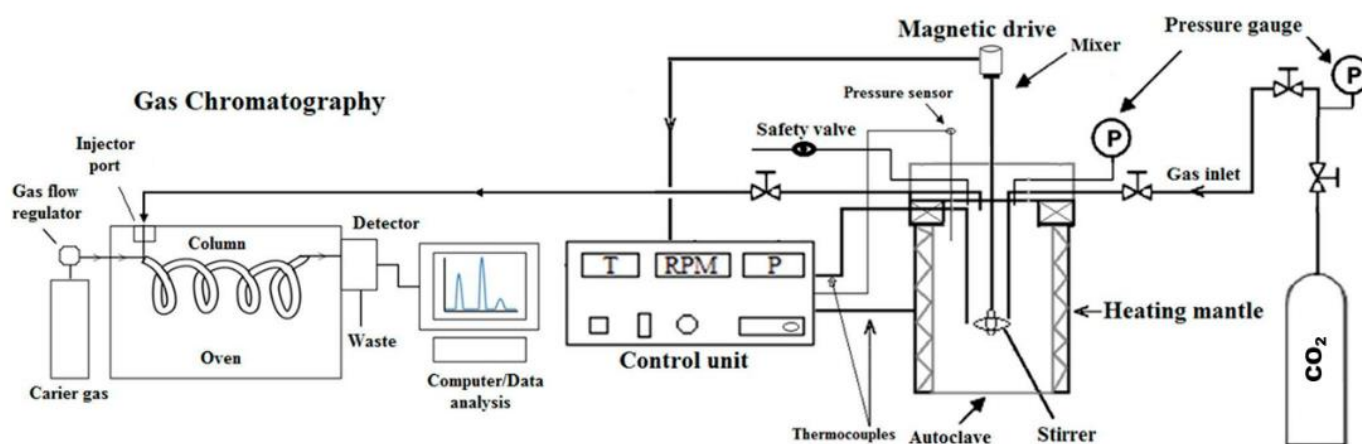 Gas Chromatography
Injector
port
Gas flow
regulator
Column
Detector
Oven
Waste
Carier gas
Computer/Data
analysis
Magnetic drive
Mixer
Pressure gauge
Pressure sensor
Safety valve
P
P
Gas inlet
T
RPM
P
Control unit
Heating mantle
Thermocouples
Autoclave
Stirrer
CO₂